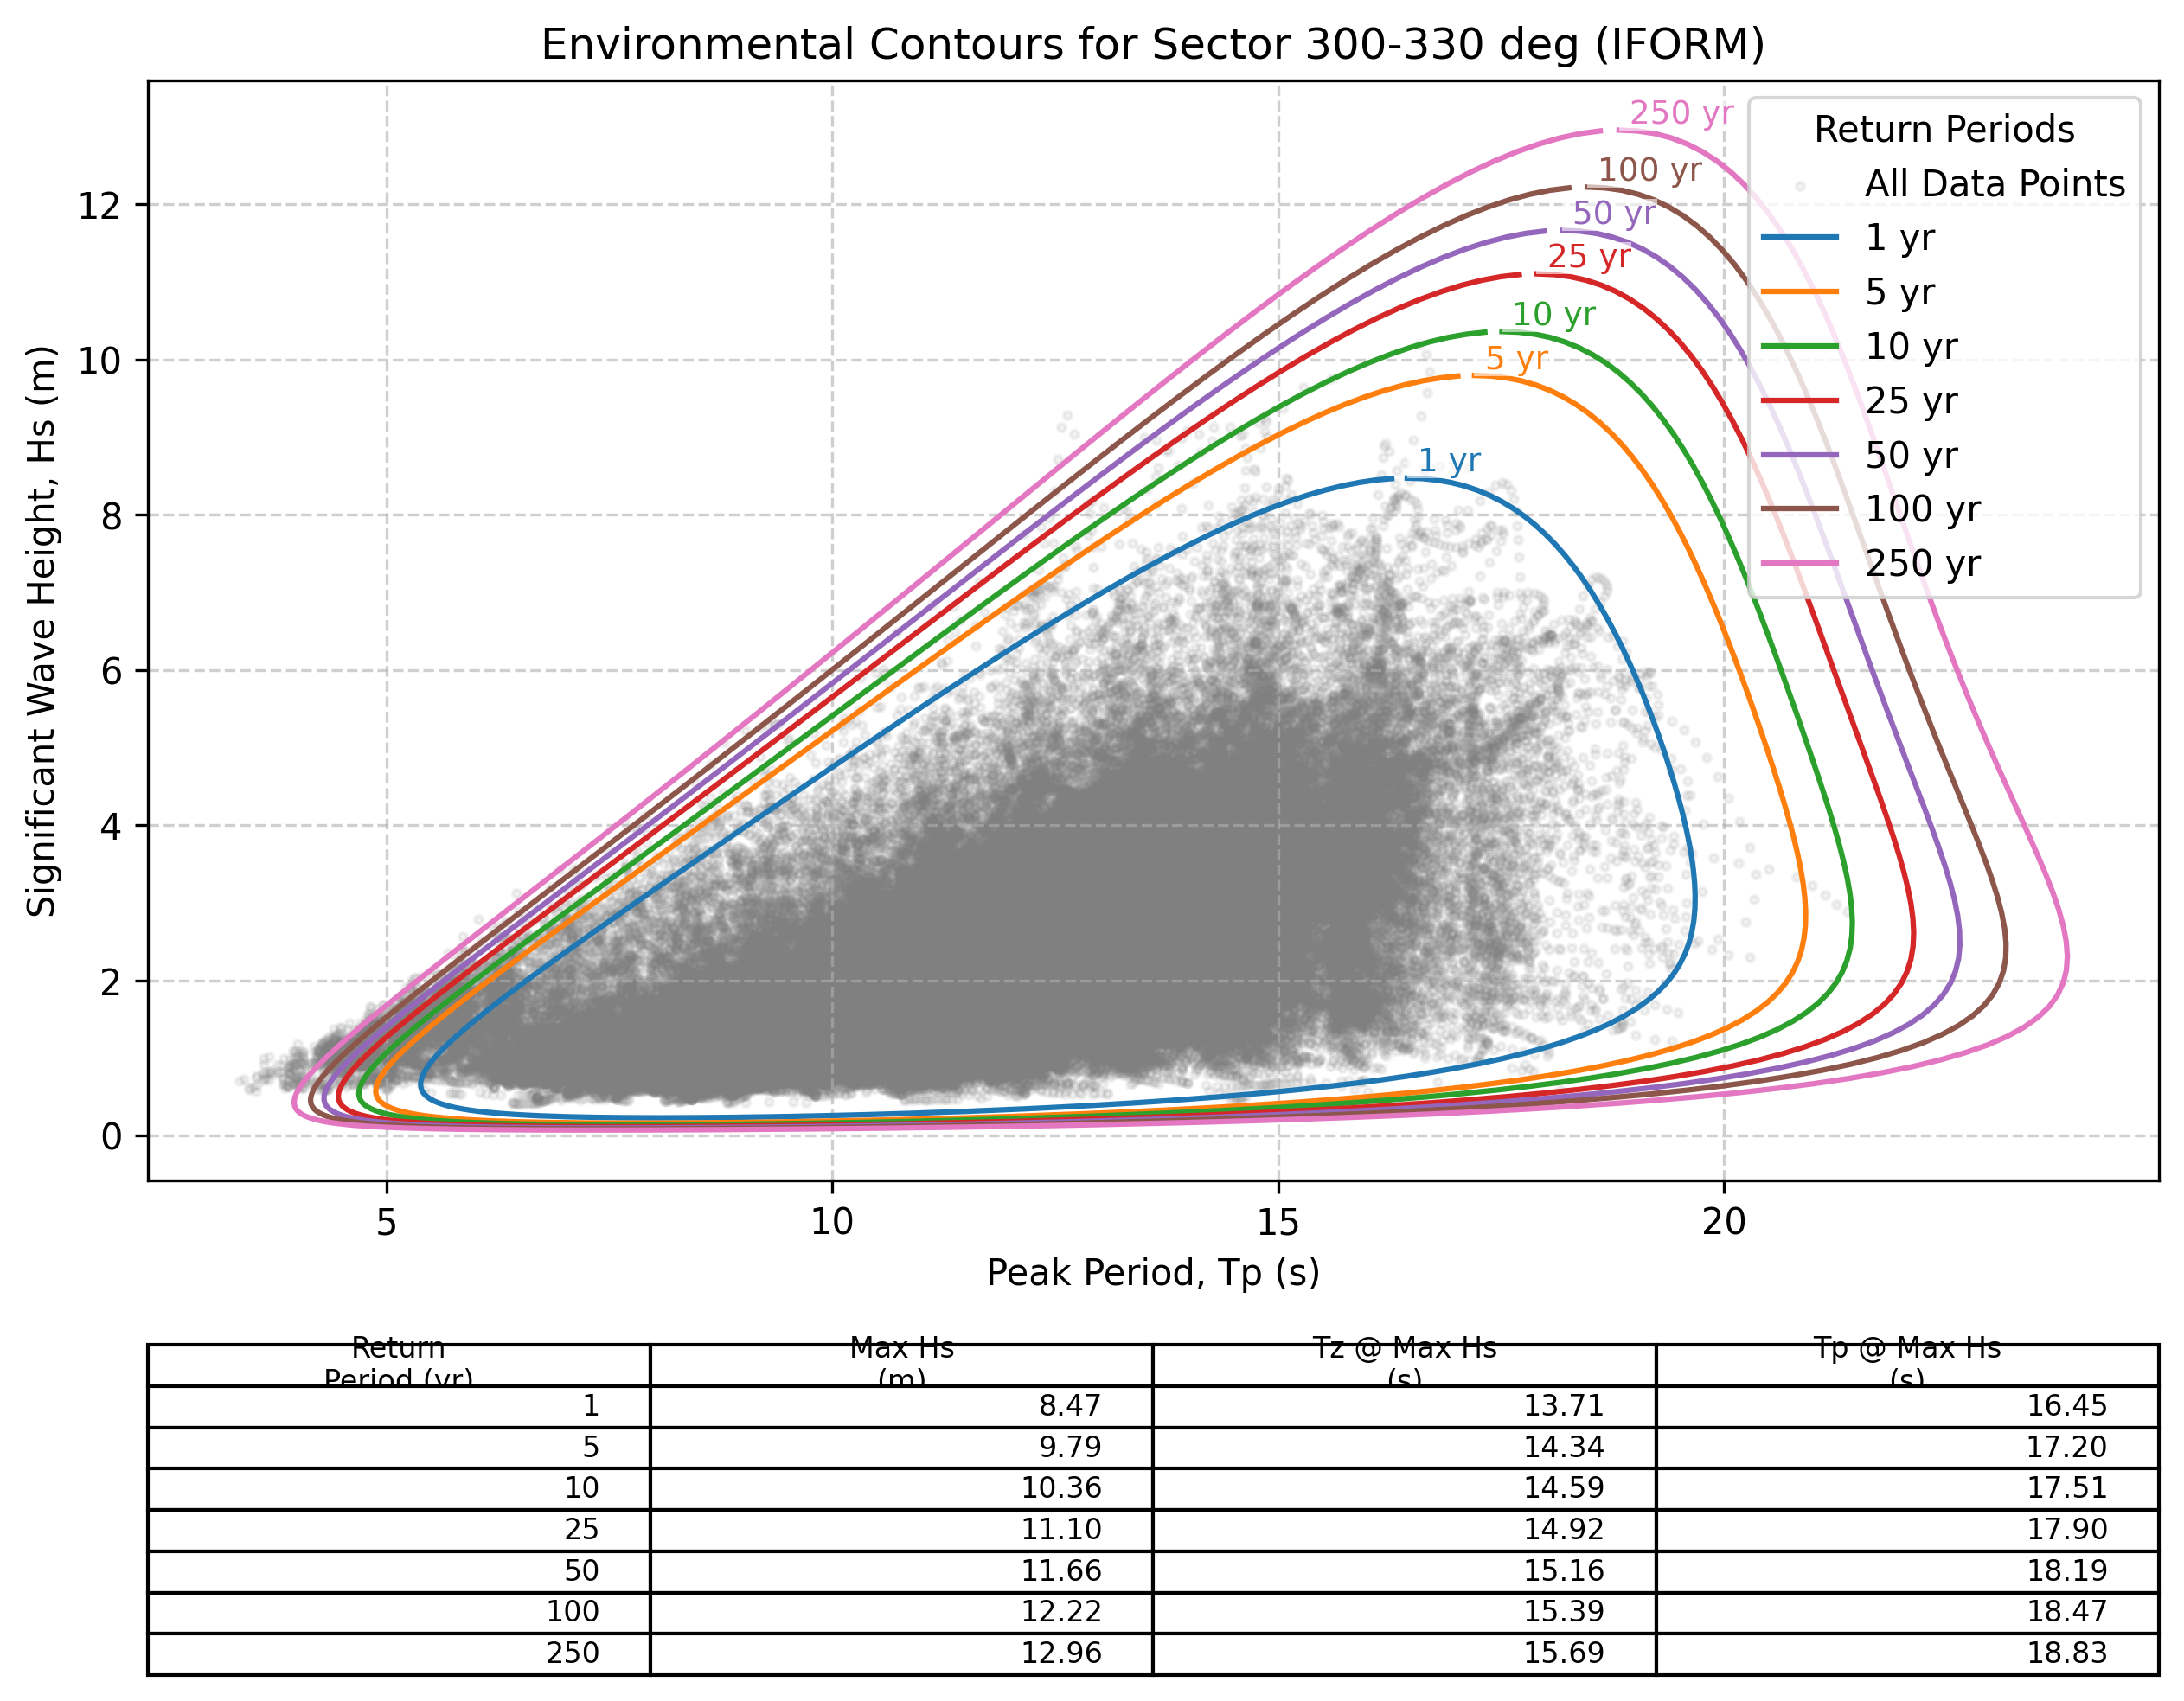 Environmental Contours for Sector 300-330 deg (IFORM)
Significant Wave Height, Hs (m)
12
10
8
6
4
2
0
250 yr
100 yr
50 yr
25 yr
10 yr
5 yr
1 yr
Return Periods
All Data Points
1 yr
5 yr
10 yr
25 yr
50 yr
100 yr
250 yr
5 10 15 20
Peak Period, Tp (s)
Return Max Hs Tz @ Max Hs Tp @ Max Hs
Period (yr) (m) (s) (s)
1 8.47 13.71 16.45
5 9.79 14.34 17.20
10 10.36 14.59 17.51
25 11.10 14.92 17.90
50 11.66 15.16 18.19
100 12.22 15.39 18.47
250 12.96 15.69 18.83